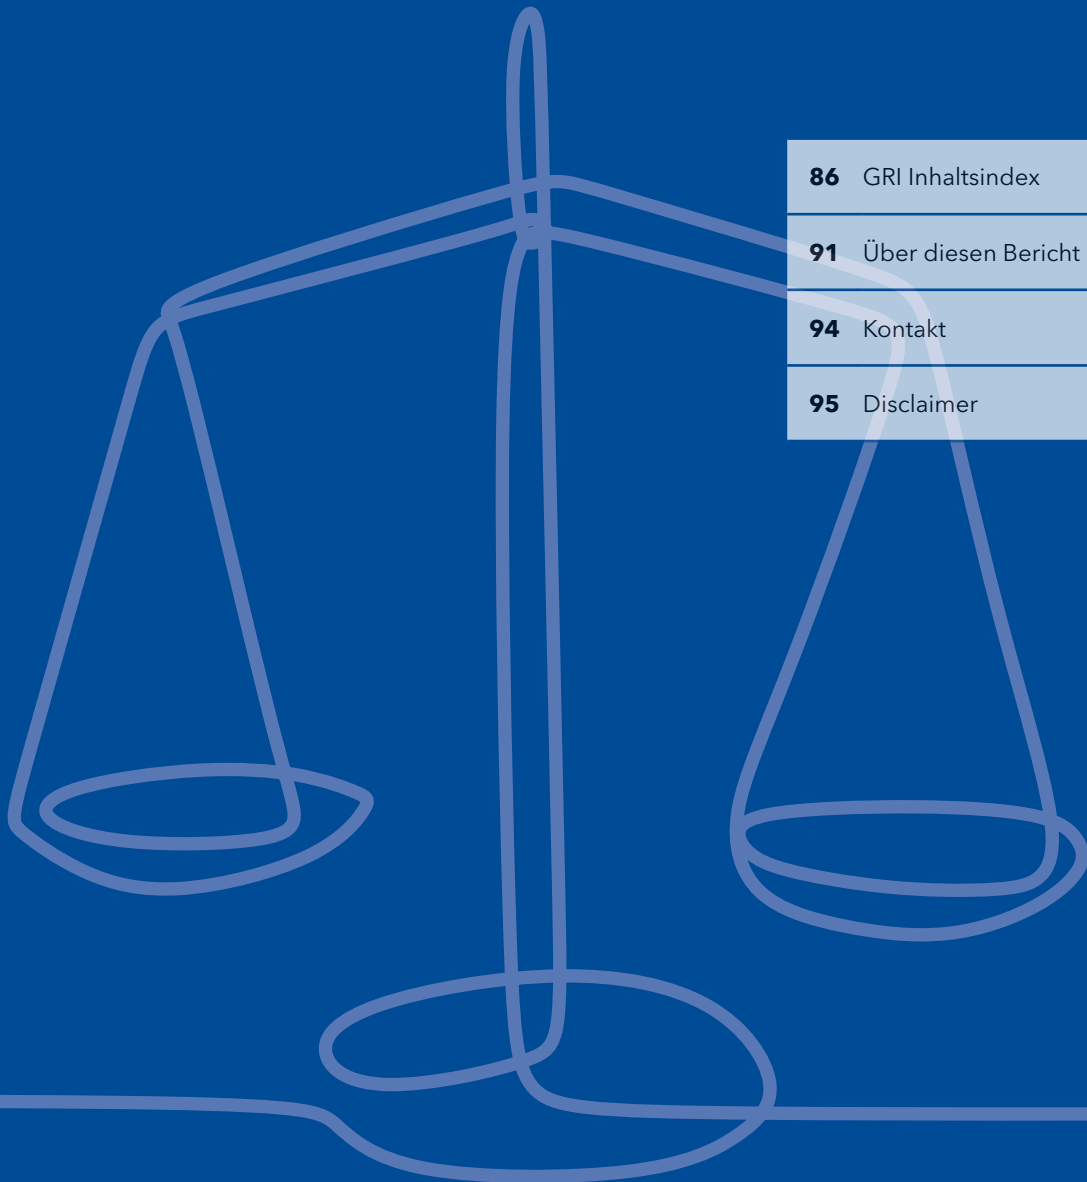 86 GRI Inhaltsindex
91 Über diesen Bericht
94 Kontakt
95 Disclaimer